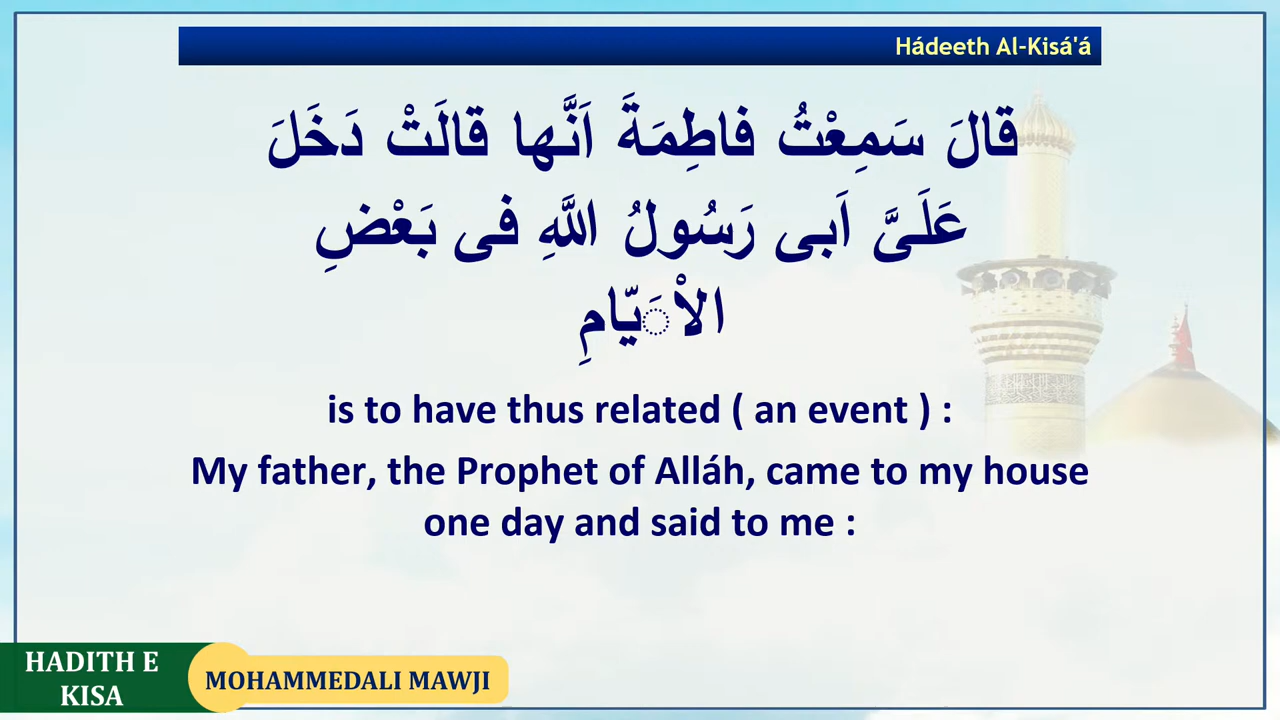 Hádeeth Al-Kisá'á
قالَ سَمِعْتُ فاطِمَةَ اَنَّها قالَتْ دَخَلَ
عَلَىَّ اَبى رَسُولُ اللَّهِ فى بَعْضِ
الاَْيّامِ
is to have thus related ( an event ) :
My father, the Prophet of Alláh, came to my house
one day and said to me :
HADITH E
KISA
MOHAMMEDALI MAWJI